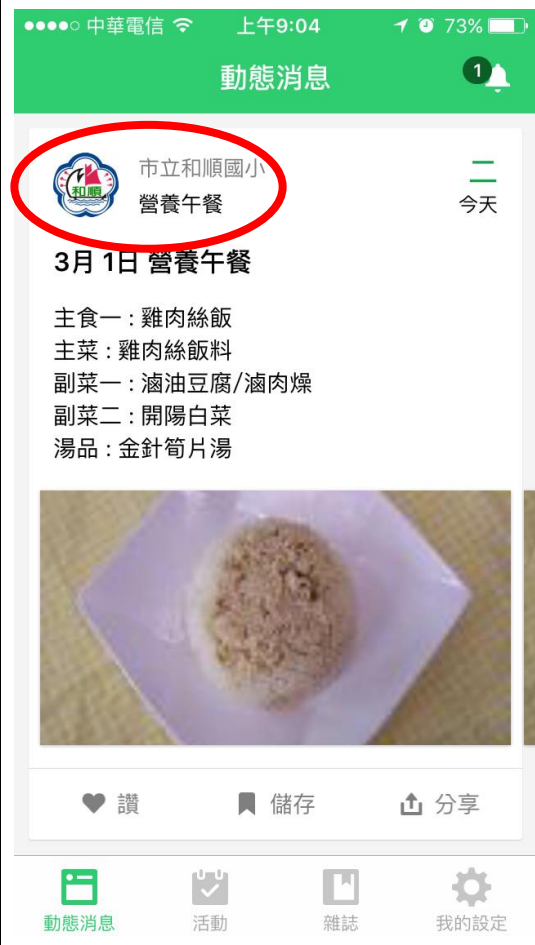 ●●●●○ 中華電信 上午9:04 73%
動態消息 1
和順
市立和順國小
營養午餐
二
今天
3月 1日 營養午餐
主食一 : 雞肉絲飯
主菜 : 雞肉絲飯料
副菜一 : 滷油豆腐/滷肉燥
副菜二 : 開陽白菜
湯品 : 金針筍片湯
讚 儲存 分享
動態消息 活動 雜誌 我的設定